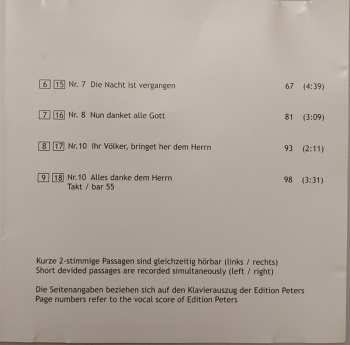 6 15 Nr. 7 Die Nacht ist vergangen 67 (4:39)
7 16 Nr. 8 Nun danket alle Gott 81 (3:09)
8 17 Nr.10 Ihr Völker, bringet her dem Herrn 93 (2:11)
9 18 Nr.10 Alles danke dem Herrn 98 (3:31)
Takt / bar 55
Kurze 2-stimmige Passagen sind gleichzeitig hörbar (links / rechts)
Short devided passages are recorded simultaneously (left / right)
Die Seitenangaben beziehen sich auf den Klavierauszug der Edition Peters
Page numbers refer to the vocal score of Edition Peters